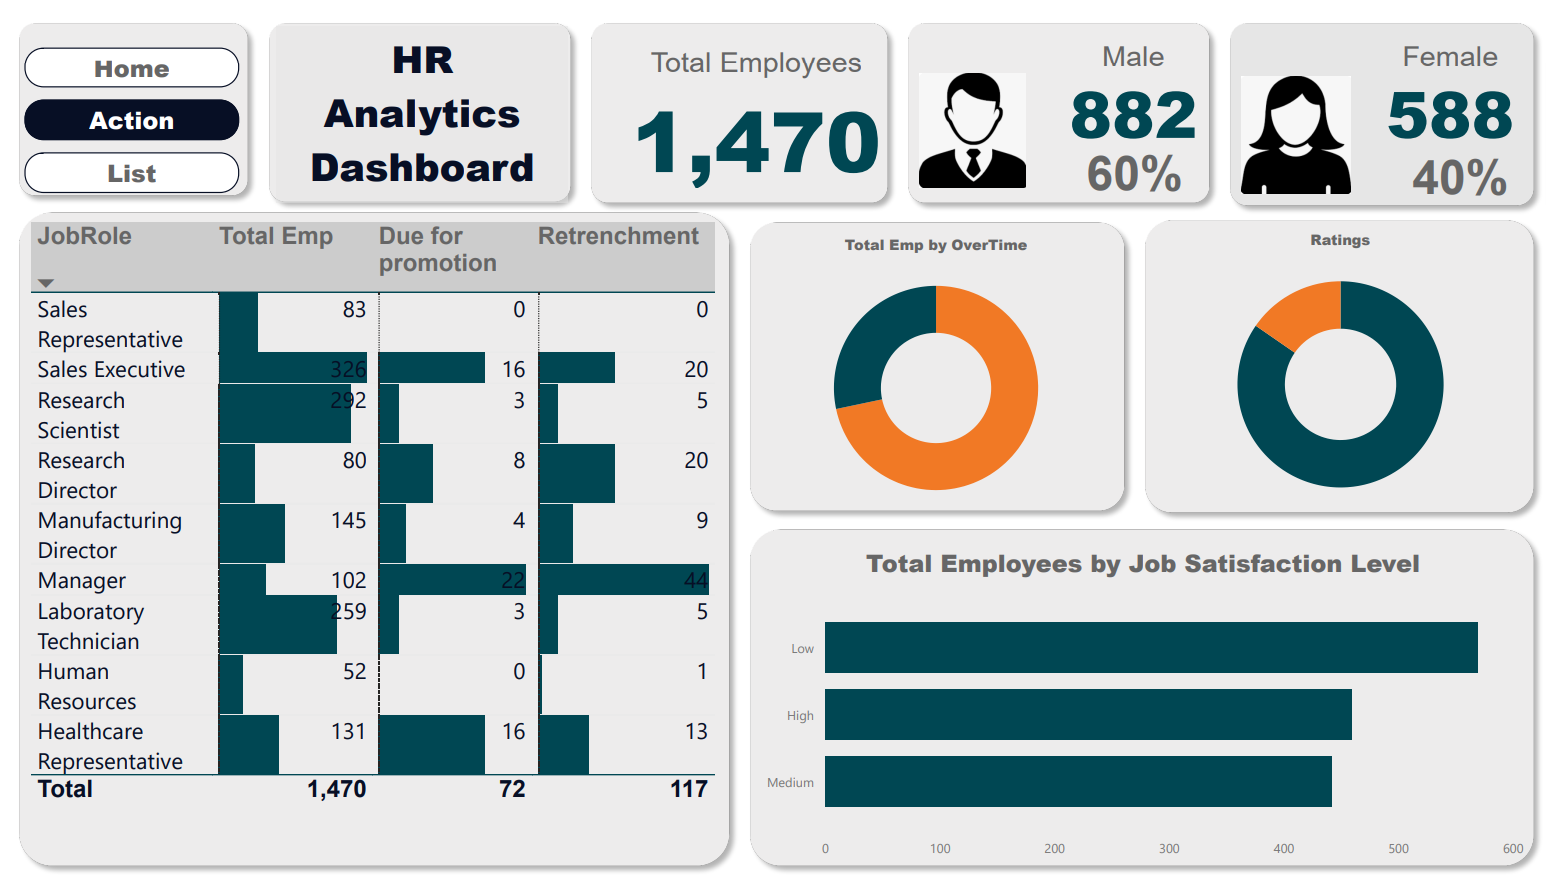 Home
Action
List
HR
Analytics
Dashboard
Total Employees
1,470
Male
882
60%
Female
588
40%
JobRole Total Emp Due for promotion Retrenchment
Sales Representative 83 0 0
Sales Executive 326 16 20
Research Scientist 292 3 5
Research Director 80 8 20
Manufacturing Director 145 4 9
Manager 102 22 44
Laboratory Technician 259 3 5
Human Resources 52 0 1
Healthcare Representative 131 16 13
Total 1,470 72 117
Total Emp by OverTime
Ratings
Total Employees by Job Satisfaction Level
Low
High
Medium
0 100 200 300 400 500 600